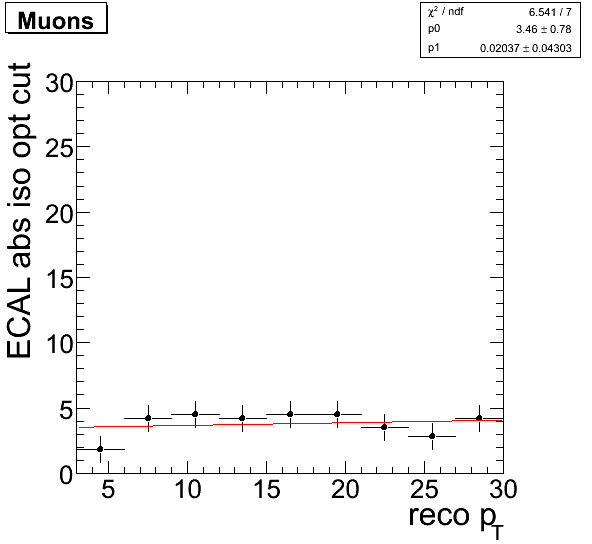 Muons
χ² / ndf 6.541 / 7
p0 3.46 ± 0.78
p1 0.02037 ± 0.04303
ECAL abs iso opt cut
30
25
20
15
10
5
0
5 10 15 20 25 30
reco pT